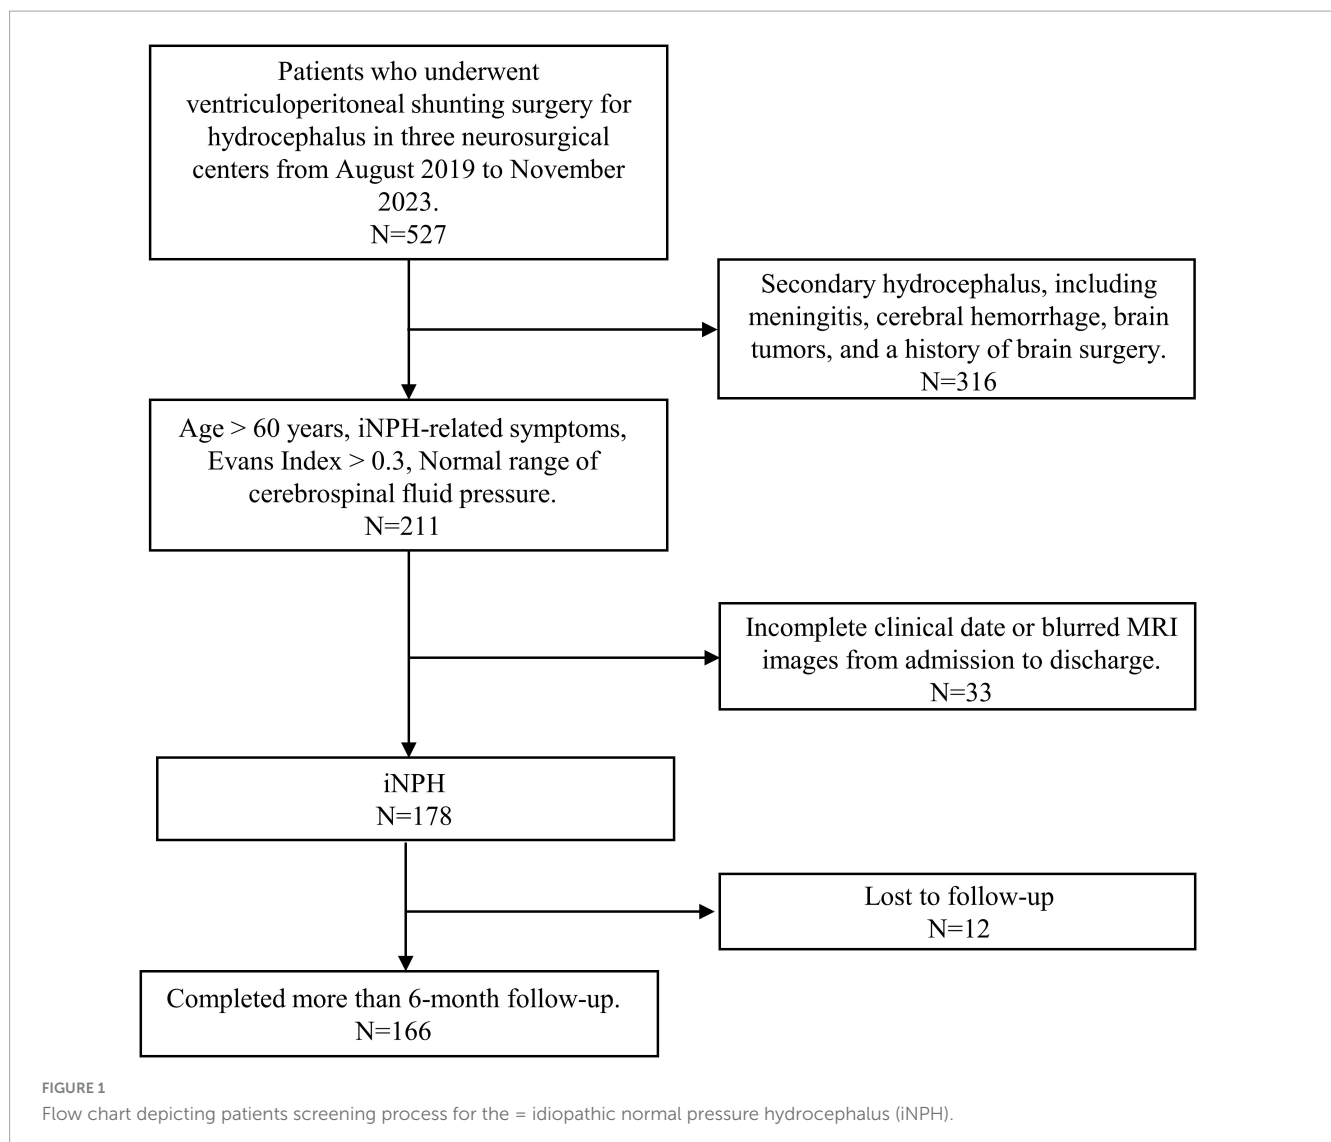 Patients who underwent
ventriculoperitoneal shunting surgery for
hydrocephalus in three neurosurgical
centers from August 2019 to November
2023.
N=527
Secondary hydrocephalus, including
meningitis, cerebral hemorrhage, brain
tumors, and a history of brain surgery.
N=316
Age > 60 years, iNPH-related symptoms,
Evans Index > 0.3, Normal range of
cerebrospinal fluid pressure.
N=211
Incomplete clinical date or blurred MRI
images from admission to discharge.
N=33
iNPH
N=178
Lost to follow-up
N=12
Completed more than 6-month follow-up.
N=166
FIGURE 1
Flow chart depicting patients screening process for the = idiopathic normal pressure hydrocephalus (iNPH).